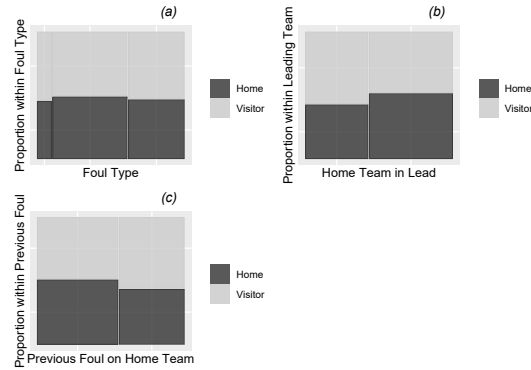 (a)
Proportion within Foul Type
Home
Visitor
Foul Type
(b)
Proportion within Leading Team
Home
Visitor
Home Team in Lead
(c)
Proportion within Previous Foul
Home
Visitor
Previous Foul on Home Team